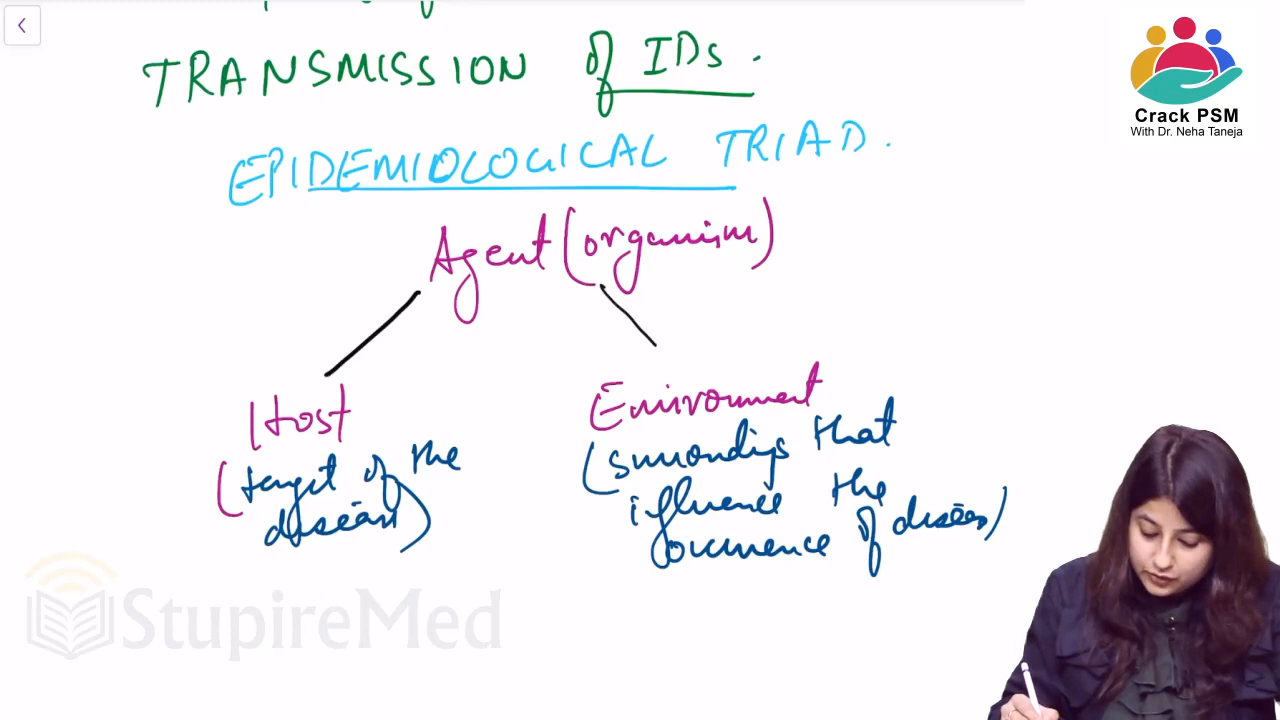 TRANSMISSION of IDs.
EPIDEMIOLOGICAL TRIAD.
Agent (organism)
Host
(target of the
disease)
Environment
(surrondigs that
influence the
occurrence of disease)
Crack PSM
With Dr. Neha Taneja
StupireMed